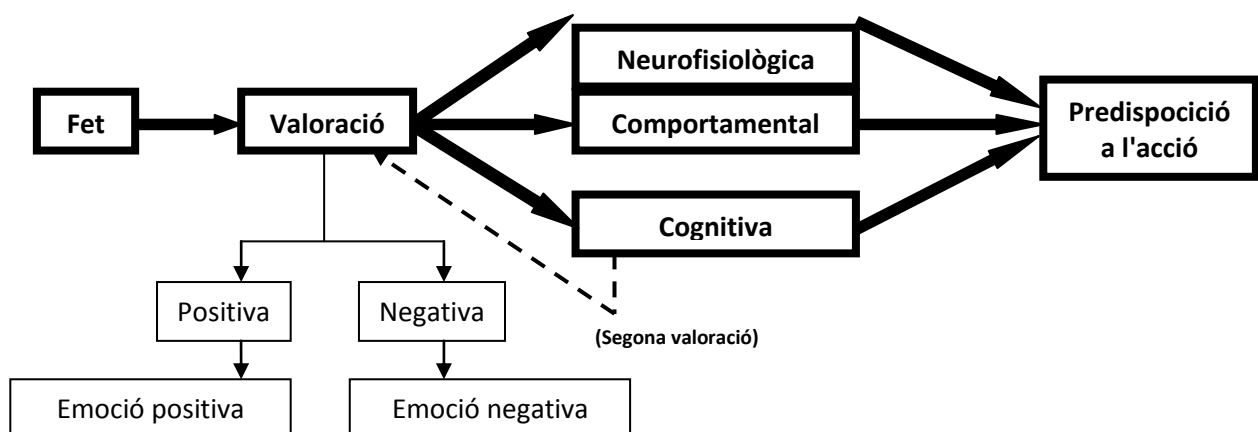 Fet
Valoració
Neurofisiològica
Comportamental
Cognitiva
Predispocició
a l'acció
Positiva
Negativa
(Segona valoració)
Emoció positiva
Emoció negativa